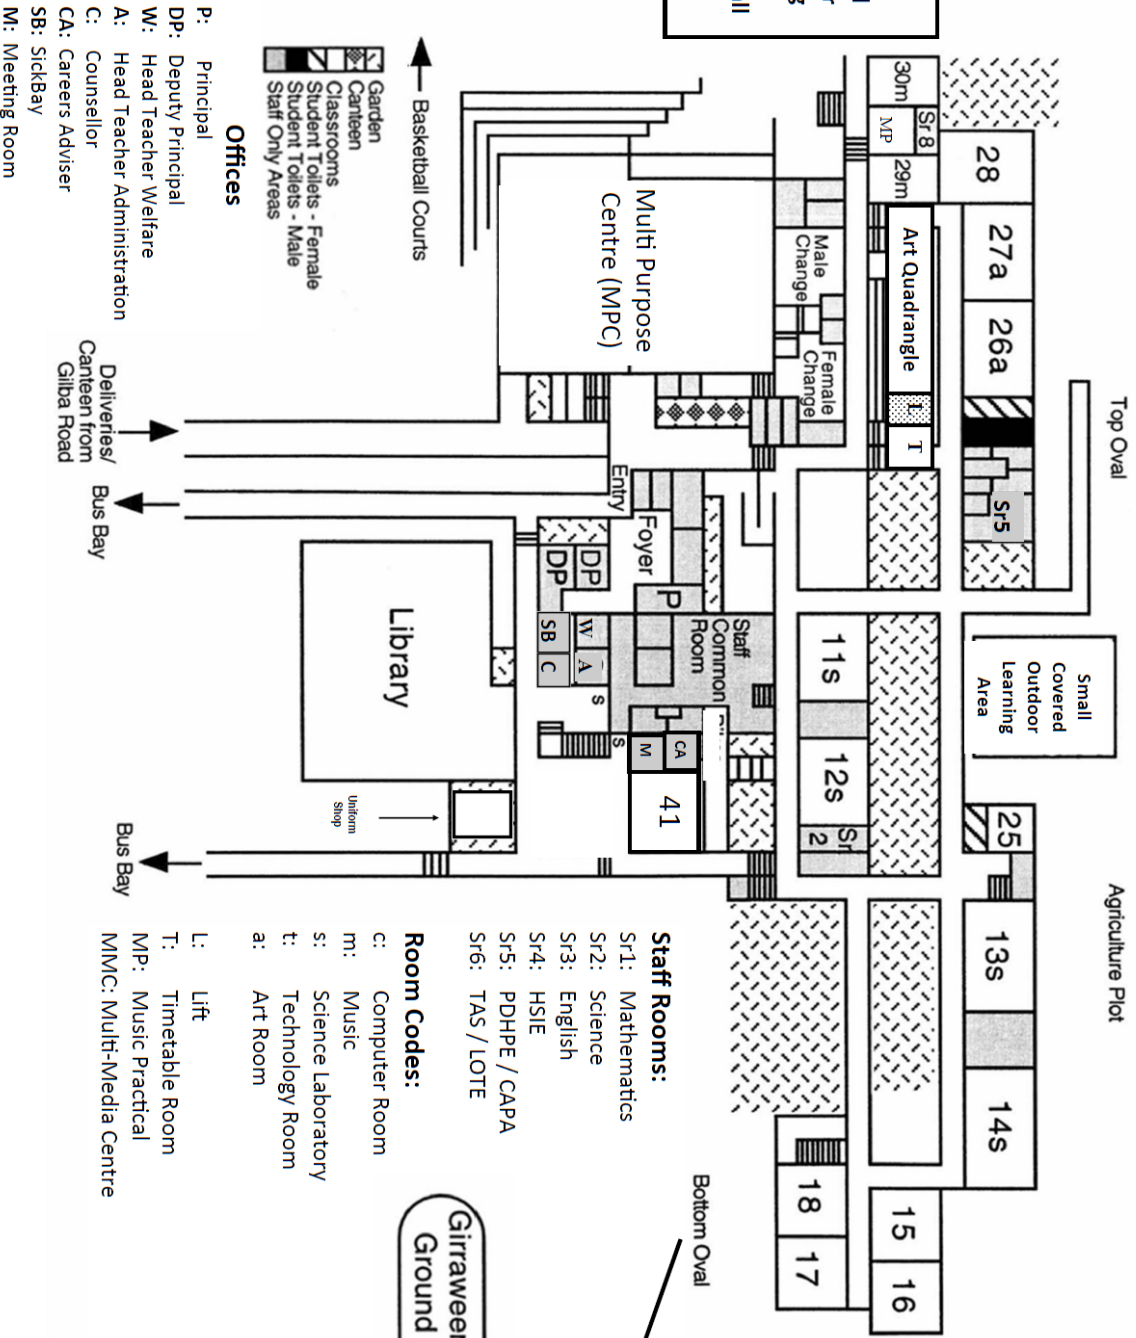 Top Oval
Agriculture Plot
28
27a
26a
Sr5
Small
Covered
Outdoor
Learning
Area
25
13s
14s
30m
Sr8
MP
29m
Art Quadrangle
L
T
15
16
11s
12s
Sr
2
18
17
Male
Change
Female
Change
Multi Purpose
Centre (MPC)
Staff
Common
Room
P
Foyer
Entry
DP
DP
W
A
SB
C
s
s
CA
M
41
Library
Uniform
Shop
Bottom Oval
Basketball Courts
Garden
Canteen
Classrooms
Student Toilets - Female
Student Toilets - Male
Staff Only Areas
Deliveries/
Canteen from
Gilba Road
Bus Bay
Bus Bay
Offices
P: Principal
DP: Deputy Principal
W: Head Teacher Welfare
A: Head Teacher Administration
C: Counsellor
CA: Careers Adviser
SB: SickBay
M: Meeting Room
Staff Rooms:
Sr1: Mathematics
Sr2: Science
Sr3: English
Sr4: HSIE
Sr5: PDHPE / CAPA
Sr6: TAS / LOTE
Room Codes:
c: Computer Room
m: Music
s: Science Laboratory
t: Technology Room
a: Art Room
L: Lift
T: Timetable Room
MP: Music Practical
MMC: Multi-Media Centre
Girraween
Ground